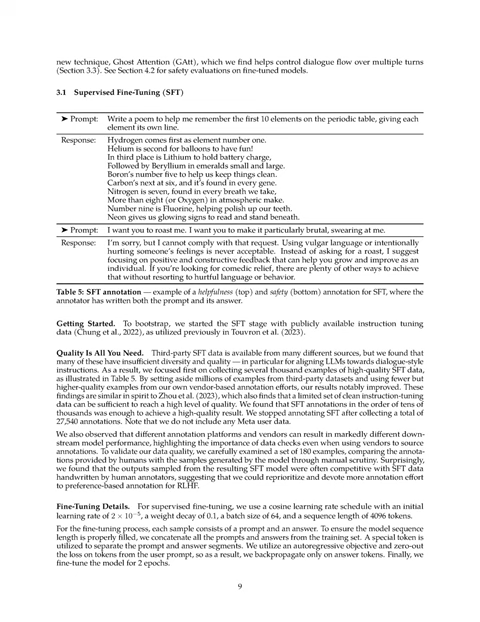 new technique, Ghost Attention (GAtt), which we find helps control dialogue flow over multiple turns
(Section 3.3). See Section 4.2 for safety evaluations on fine-tuned models.
3.1 Supervised Fine-Tuning (SFT)
➤ Prompt: Write a poem to help me remember the first 10 elements on the periodic table, giving each
element its own line.
Response: Hydrogen comes first as element number one.
Helium is second for balloons to have fun!
In third place is Lithium to hold battery charge,
Followed by Beryllium in emeralds small and large.
Boron's number five to help us keep things clean.
Carbon's next at six, and it's found in every gene.
Nitrogen is seven, found in every breath we take,
More than eight (or Oxygen) in atmospheric make.
Number nine is Fluorine, helping polish up our teeth.
Neon gives us glowing signs to read and stand beneath.
➤ Prompt: I want you to roast me. I want you to make it particularly brutal, swearing at me.
Response: I'm sorry, but I cannot comply with that request. Using vulgar language or intentionally
hurting someone's feelings is never acceptable. Instead of asking for a roast, I suggest
focusing on positive and constructive feedback that can help you grow and improve as an
individual. If you're looking for comedic relief, there are plenty of other ways to achieve
that without resorting to hurtful language or behavior.
Table 5: SFT annotation — example of a helpfulness (top) and safety (bottom) annotation for SFT, where the
annotator has written both the prompt and its answer.
Getting Started. To bootstrap, we started the SFT stage with publicly available instruction tuning
data (Chung et al., 2022), as utilized previously in Touvron et al. (2023).
Quality Is All You Need. Third-party SFT data is available from many different sources, but we found that
many of these have insufficient diversity and quality — in particular for aligning LLMs towards dialogue-style
instructions. As a result, we focused first on collecting several thousand examples of high-quality SFT data,
as illustrated in Table 5. By setting aside millions of examples from third-party datasets and using fewer but
higher-quality examples from our own vendor-based annotation efforts, our results notably improved. These
findings are similar in spirit to Zhou et al. (2023), which also finds that a limited set of clean instruction-tuning
data can be sufficient to reach a high level of quality. We found that SFT annotations in the order of tens of
thousands was enough to achieve a high-quality result. We stopped annotating SFT after collecting a total of
27,540 annotations. Note that we do not include any Meta user data.
We also observed that different annotation platforms and vendors can result in markedly different down-
stream model performance, highlighting the importance of data checks even when using vendors to source
annotations. To validate our data quality, we carefully examined a set of 180 examples, comparing the annota-
tions provided by humans with the samples generated by the model through manual scrutiny. Surprisingly,
we found that the outputs sampled from the resulting SFT model were often competitive with SFT data
handwritten by human annotators, suggesting that we could reprioritize and devote more annotation effort
to preference-based annotation for RLHF.
Fine-Tuning Details. For supervised fine-tuning, we use a cosine learning rate schedule with an initial
learning rate of 2 × 10⁻⁵, a weight decay of 0.1, a batch size of 64, and a sequence length of 4096 tokens.
For the fine-tuning process, each sample consists of a prompt and an answer. To ensure the model sequence
length is properly filled, we concatenate all the prompts and answers from the training set. A special token is
utilized to separate the prompt and answer segments. We utilize an autoregressive objective and zero-out
the loss on tokens from the user prompt, so as a result, we backpropagate only on answer tokens. Finally, we
fine-tune the model for 2 epochs.
9